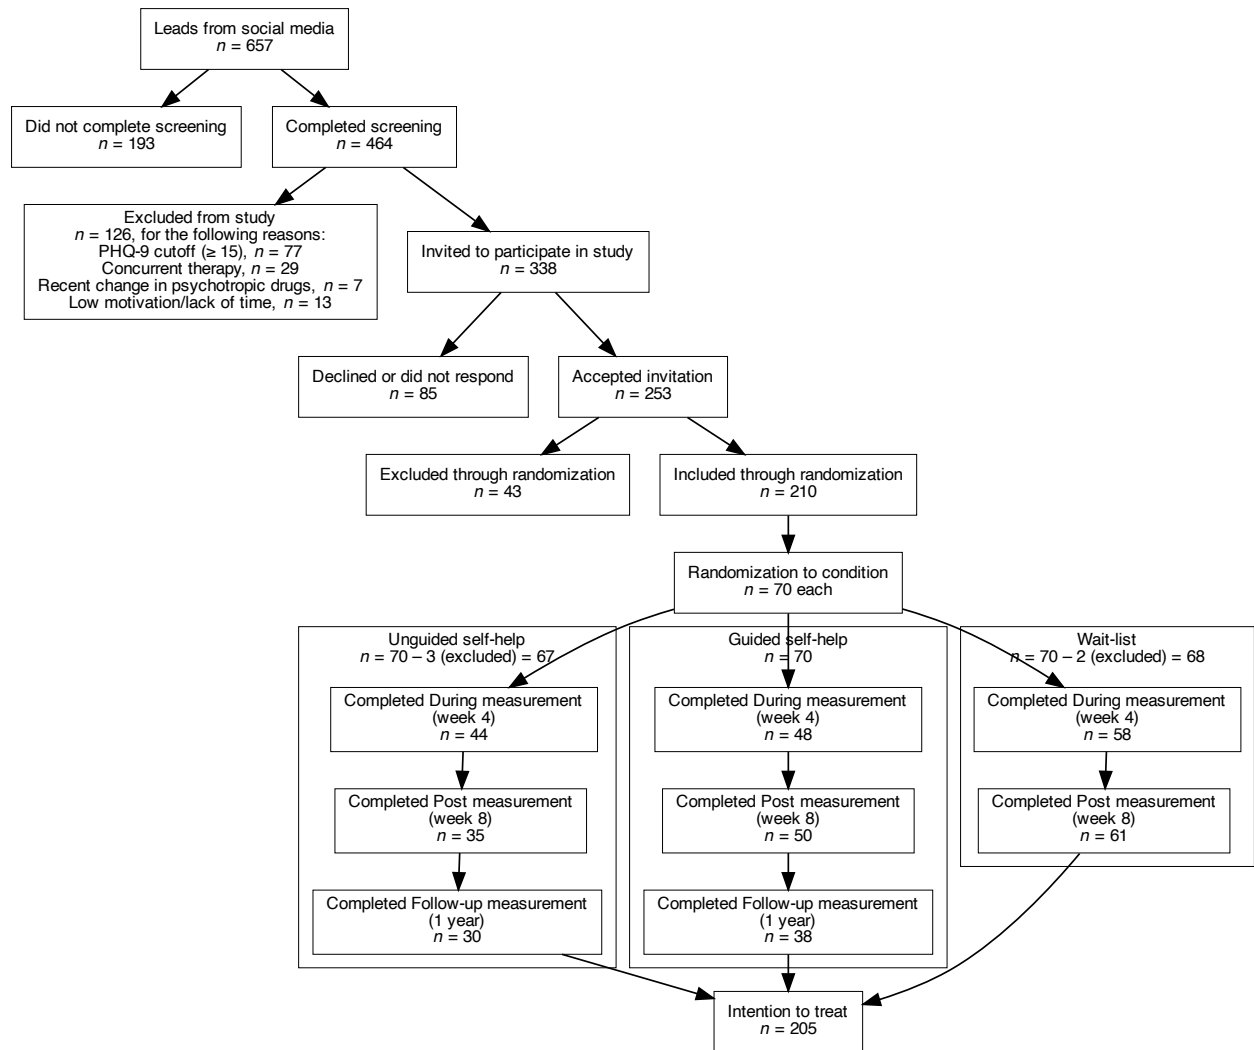 Leads from social media
n = 657
Did not complete screening
n = 193
Completed screening
n = 464
Excluded from study
n = 126, for the following reasons:
PHQ-9 cutoff (≥ 15), n = 77
Concurrent therapy, n = 29
Recent change in psychotropic drugs, n = 7
Low motivation/lack of time, n = 13
Invited to participate in study
n = 338
Declined or did not respond
n = 85
Accepted invitation
n = 253
Excluded through randomization
n = 43
Included through randomization
n = 210
Randomization to condition
n = 70 each
Unguided self-help
n = 70 – 3 (excluded) = 67
Completed During measurement
(week 4)
n = 44
Completed Post measurement
(week 8)
n = 35
Completed Follow-up measurement
(1 year)
n = 30
Guided self-help
n = 70
Completed During measurement
(week 4)
n = 48
Completed Post measurement
(week 8)
n = 50
Completed Follow-up measurement
(1 year)
n = 38
Wait-list
n = 70 – 2 (excluded) = 68
Completed During measurement
(week 4)
n = 58
Completed Post measurement
(week 8)
n = 61
Intention to treat
n = 205